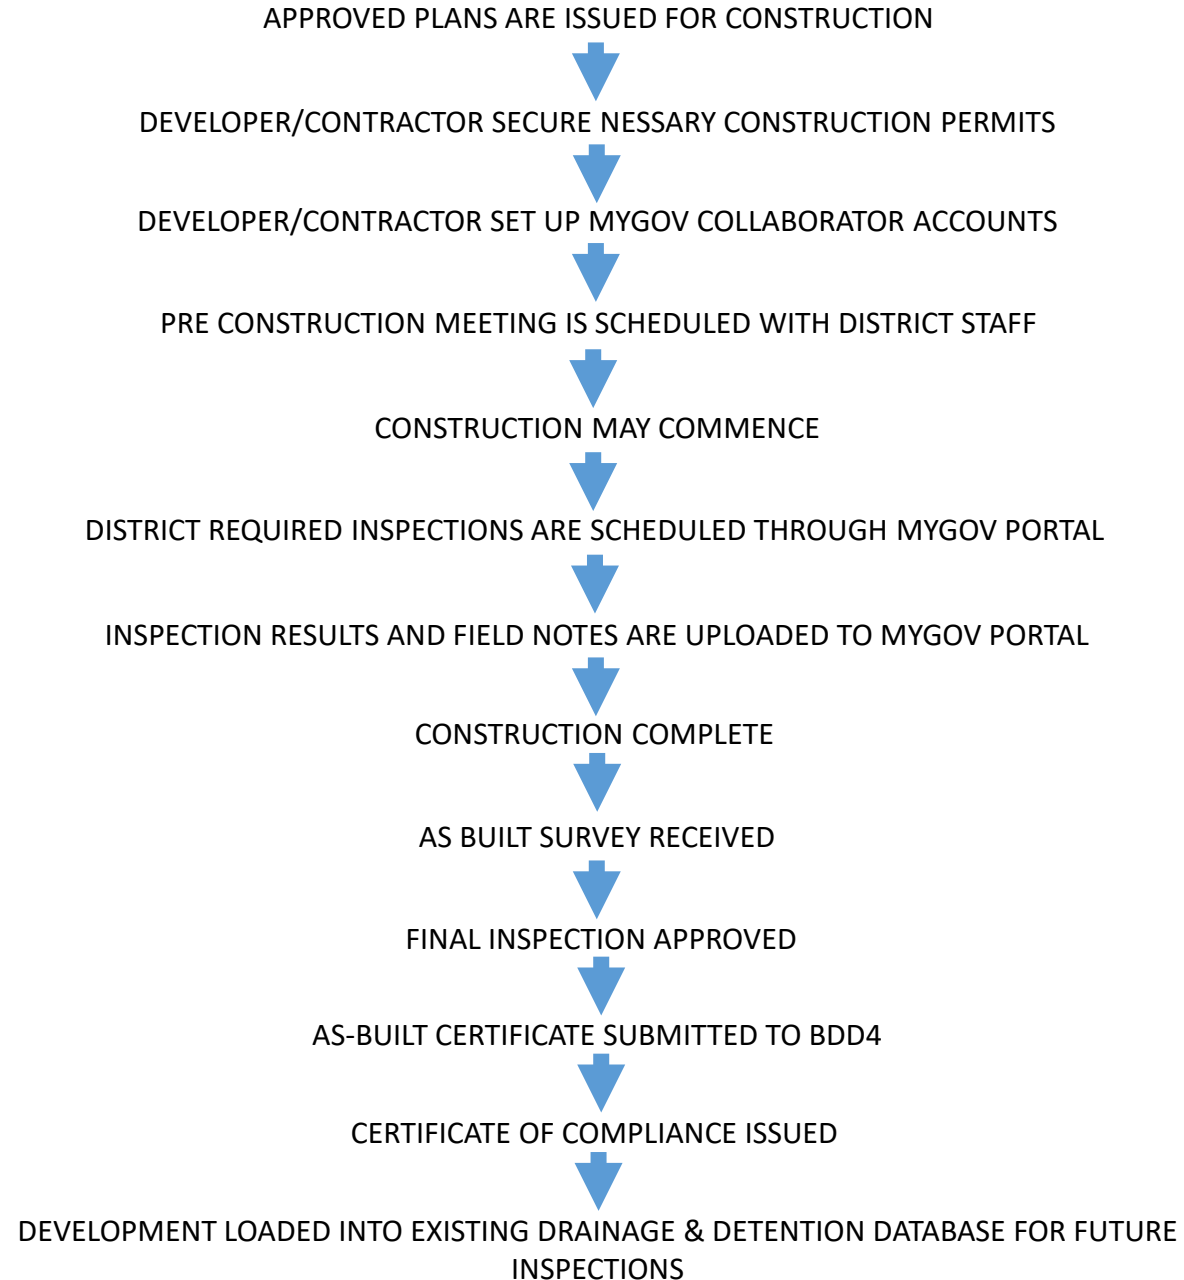 APPROVED PLANS ARE ISSUED FOR CONSTRUCTION
DEVELOPER/CONTRACTOR SECURE NESSARY CONSTRUCTION PERMITS
DEVELOPER/CONTRACTOR SET UP MYGOV COLLABORATOR ACCOUNTS
PRE CONSTRUCTION MEETING IS SCHEDULED WITH DISTRICT STAFF
CONSTRUCTION MAY COMMENCE
DISTRICT REQUIRED INSPECTIONS ARE SCHEDULED THROUGH MYGOV PORTAL
INSPECTION RESULTS AND FIELD NOTES ARE UPLOADED TO MYGOV PORTAL
CONSTRUCTION COMPLETE
AS BUILT SURVEY RECEIVED
FINAL INSPECTION APPROVED
AS-BUILT CERTIFICATE SUBMITTED TO BDD4
CERTIFICATE OF COMPLIANCE ISSUED
DEVELOPMENT LOADED INTO EXISTING DRAINAGE & DETENTION DATABASE FOR FUTURE
INSPECTIONS